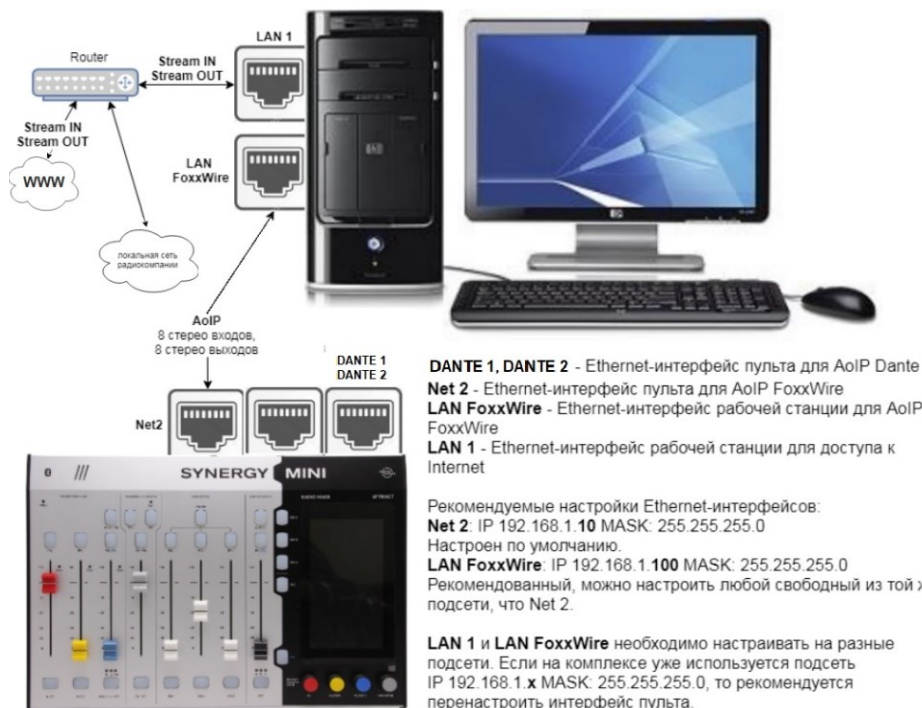 LAN 1
Router
Stream IN
Stream OUT
Stream IN
Stream OUT
WWW
LAN
FoxxWire
локальная сеть
радиокомпании
AoIP
8 стерео входов,
8 стерео выходов
DANTE 1
DANTE 2
Net2
SYNERGY MINI
DANTE 1, DANTE 2 - Ethernet-интерфейс пульта для AoIP Dante
Net 2 - Ethernet-интерфейс пульта для AoIP FoxxWire
LAN FoxxWire - Ethernet-интерфейс рабочей станции для AoIP
FoxxWire
LAN 1 - Ethernet-интерфейс рабочей станции для доступа к
Internet
Рекомендуемые настройки Ethernet-интерфейсов:
Net 2: IP 192.168.1.10 MASK: 255.255.255.0
Настроен по умолчанию.
LAN FoxxWire: IP 192.168.1.100 MASK: 255.255.255.0
Рекомендованный, можно настроить любой свободный из той
подсети, что Net 2.
LAN 1 и LAN FoxxWire необходимо настраивать на разные
подсети. Если на комплексе уже используется подсеть
IP 192.168.1.x MASK: 255.255.255.0, то рекомендуется
перенастроить интерфейс пульта.